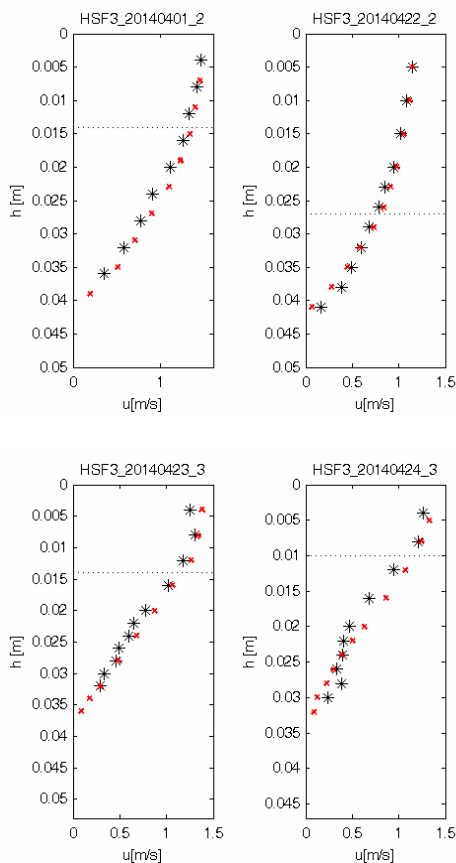 HSF3_20140401_2 HSF3_20140422_2
0 0
0.005 0.005
0.01 0.01
0.015 0.015
0.02 0.02
0.025 0.025
h [m] h [m]
0.03 0.03
0.035 0.035
0.04 0.04
0.045 0.045
0.05 0.05
0 1 0 0.5 1 1.5
u[m/s] u[m/s]
HSF3_20140423_3 HSF3_20140424_3
0 0
0.005 0.005
0.01 0.01
0.015 0.015
0.02 0.02
0.025 0.025
h [m] h [m]
0.03 0.03
0.035 0.035
0.04 0.04
0.045 0.045
0.05
0 0.5 1 1.5 0 0.5 1 1.5
u[m/s] u[m/s]